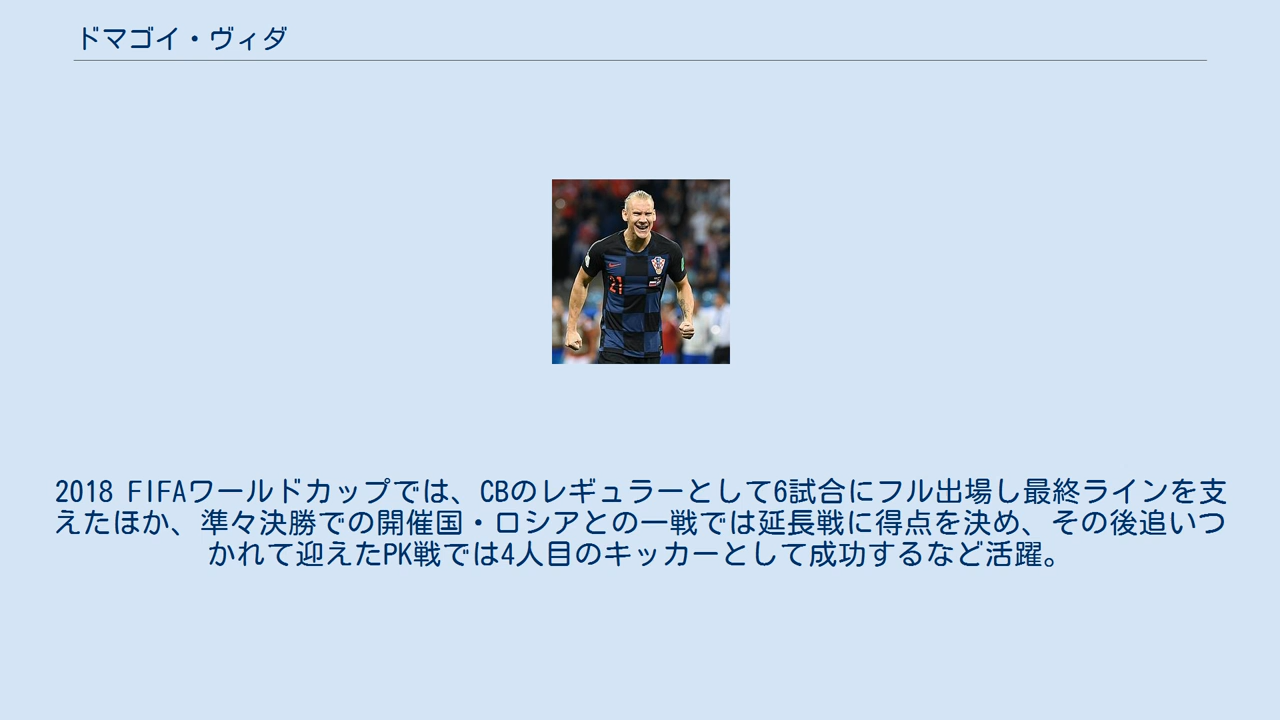 ドマゴイ・ヴィダ
21
2018 FIFAワールドカップでは、CBのレギュラーとして6試合にフル出場し最終ラインを支
えたほか、準々決勝での開催国・ロシアとの一戦では延長戦に得点を決め、その後追いつ
かれて迎えたPK戦では4人目のキッカーとして成功するなど活躍。